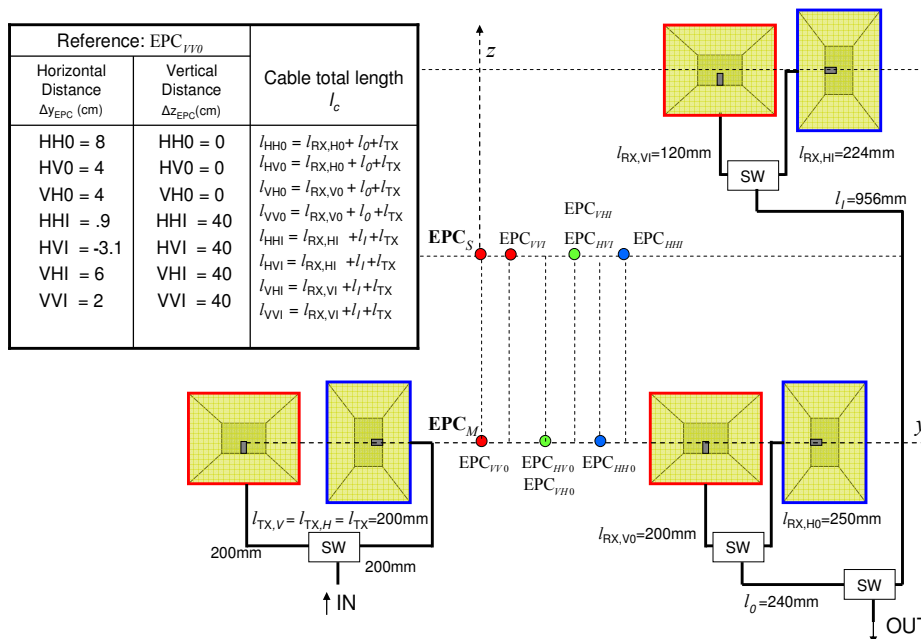 Reference: EPC_VV0
Horizontal Distance Δy_EPC (cm)
Vertical Distance Δz_EPC(cm)
Cable total length l_c
HH0 = 8
HH0 = 0
l_HH0 = l_RX,H0+ l_0+l_TX
HV0 = 4
HV0 = 0
l_HV0 = l_RX,H0 + l_0+l_TX
VH0 = 4
VH0 = 0
l_VH0 = l_RX,V0 + l_0+l_TX
l_VV0 = l_RX,V0 + l_0 + l_TX
HHI = .9
HHI = 40
l_HHI = l_RX,HI + l_I+l_TX
HVI = -3.1
HVI = 40
l_HVI = l_RX,HI +l_I+l_TX
VHI = 6
VHI = 40
l_VHI = l_RX,VI +l_I+l_TX
VVI = 2
VVI = 40
l_VVI = l_RX,VI +l_I+l_TX
z
l_RX,VI=120mm
SW
l_RX,HI=224mm
l_I=956mm
EPC_S
EPC_VVI
EPC_VHI
EPC_HVI
EPC_HHI
y
EPC_M
EPC_VV0
EPC_HV0
EPC_VH0
EPC_HH0
l_TX,V = l_TX,H = l_TX=200mm
200mm
SW
200mm
IN
l_RX,V0=200mm
SW
l_RX,H0=250mm
l_0=240mm
SW
OUT